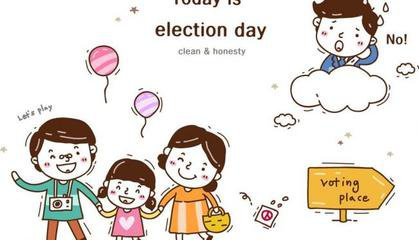 Today is
election day
clean & honesty
No!
Let's play
voting
place